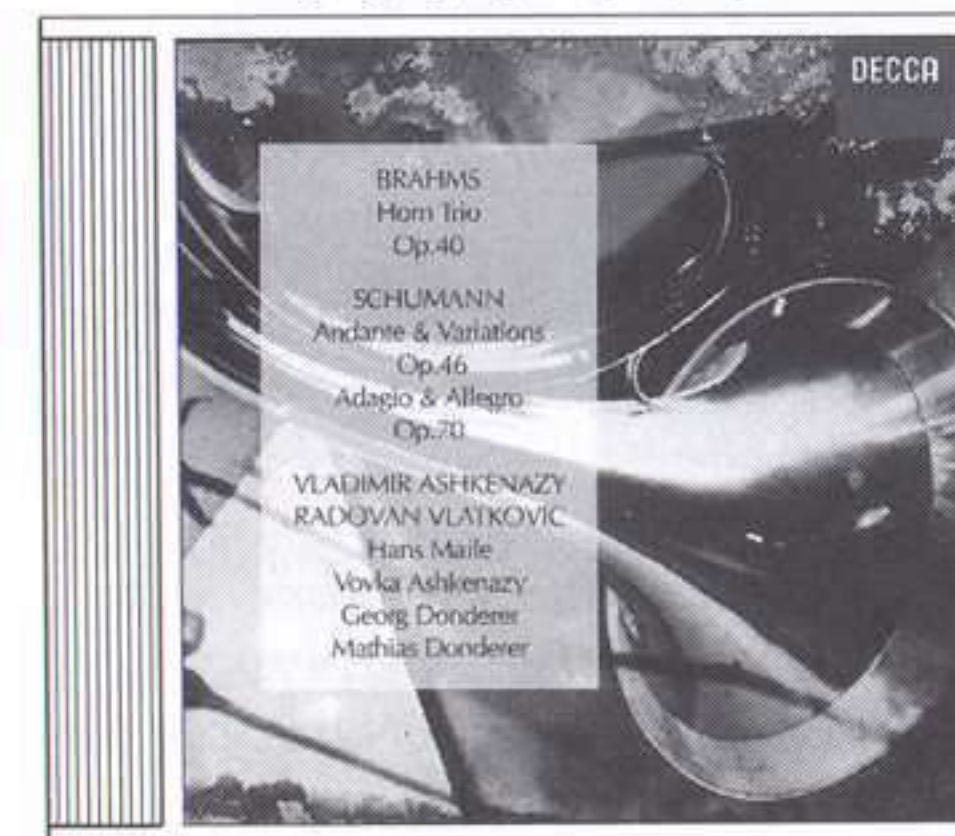 DECCA
BRAHMS
Horn Trio
Op.40
SCHUMANN
Andante & Variations
Op.46
Adagio & Allegro
Op.70
VLADIMIR ASHKENAZY
RADOVAN VLATKOVIC
Hans Maile
Vovka Ashkenazy
Georg Donderer
Mathias Donderer